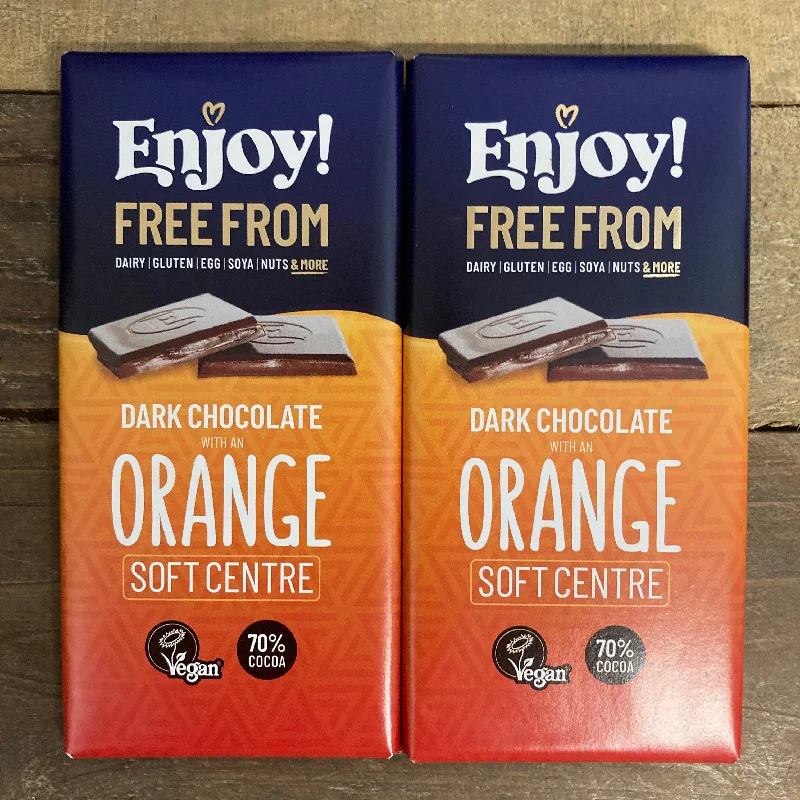 Enjoy!
FREE FROM
DAIRY | GLUTEN | EGG | SOYA | NUTS & MORE
DARK CHOCOLATE
WITH AN
ORANGE
SOFT CENTRE
Vegan
70%
COCOA
Enjoy!
FREE FROM
DAIRY | GLUTEN | EGG | SOYA | NUTS & MORE
DARK CHOCOLATE
WITH AN
ORANGE
SOFT CENTRE
Vegan
70%
COCOA